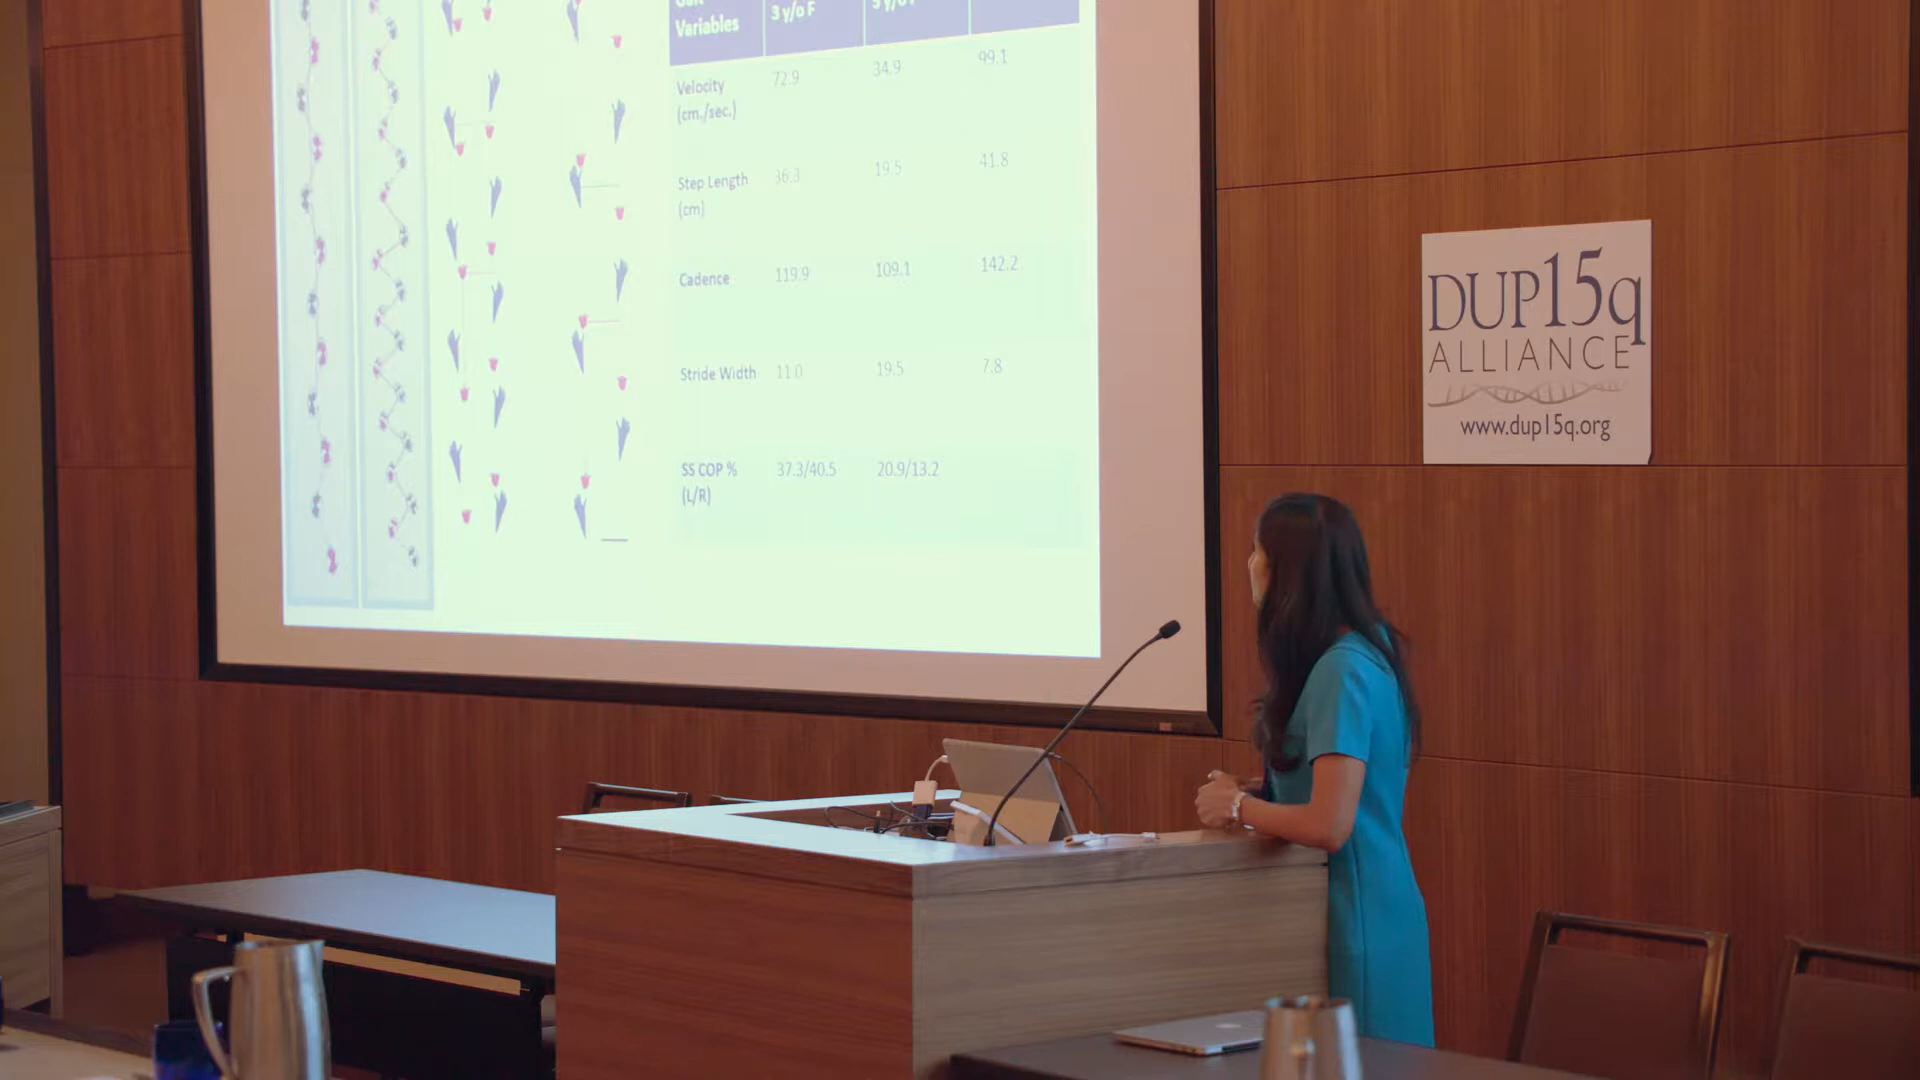 Variables
3 y/o F
Velocity
(cm./sec.)
72.9
34.9
99.1
Step Length
(cm)
36.3
19.5
41.8
Cadence
119.9
109.1
142.2
Stride Width
11.0
19.5
7.8
SS COP %
(L/R)
37.3/40.5
20.9/13.2
DUP15q
ALLIANCE
www.dup15q.org